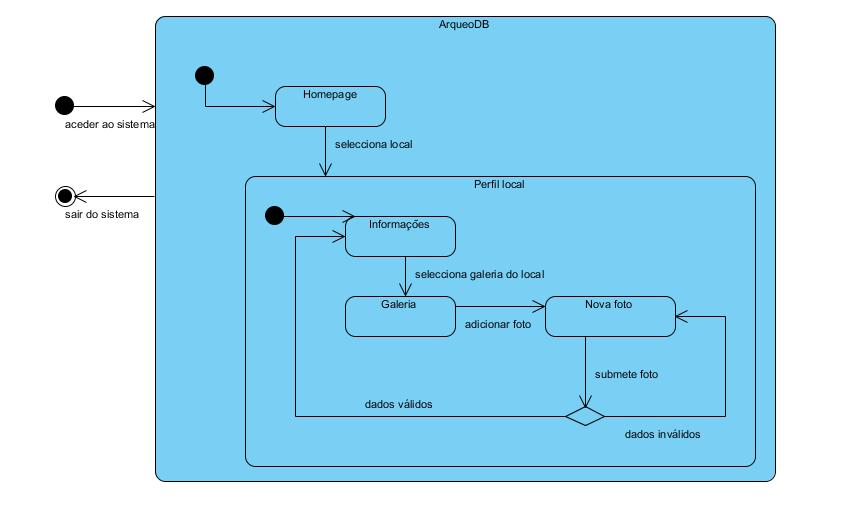 ArqueoDB
Homepage
aceder ao sistema
selecciona local
Perfil local
sair do sistema
Informações
selecciona galeria do local
Galeria
Nova foto
adicionar foto
submete foto
dados válidos
dados inválidos